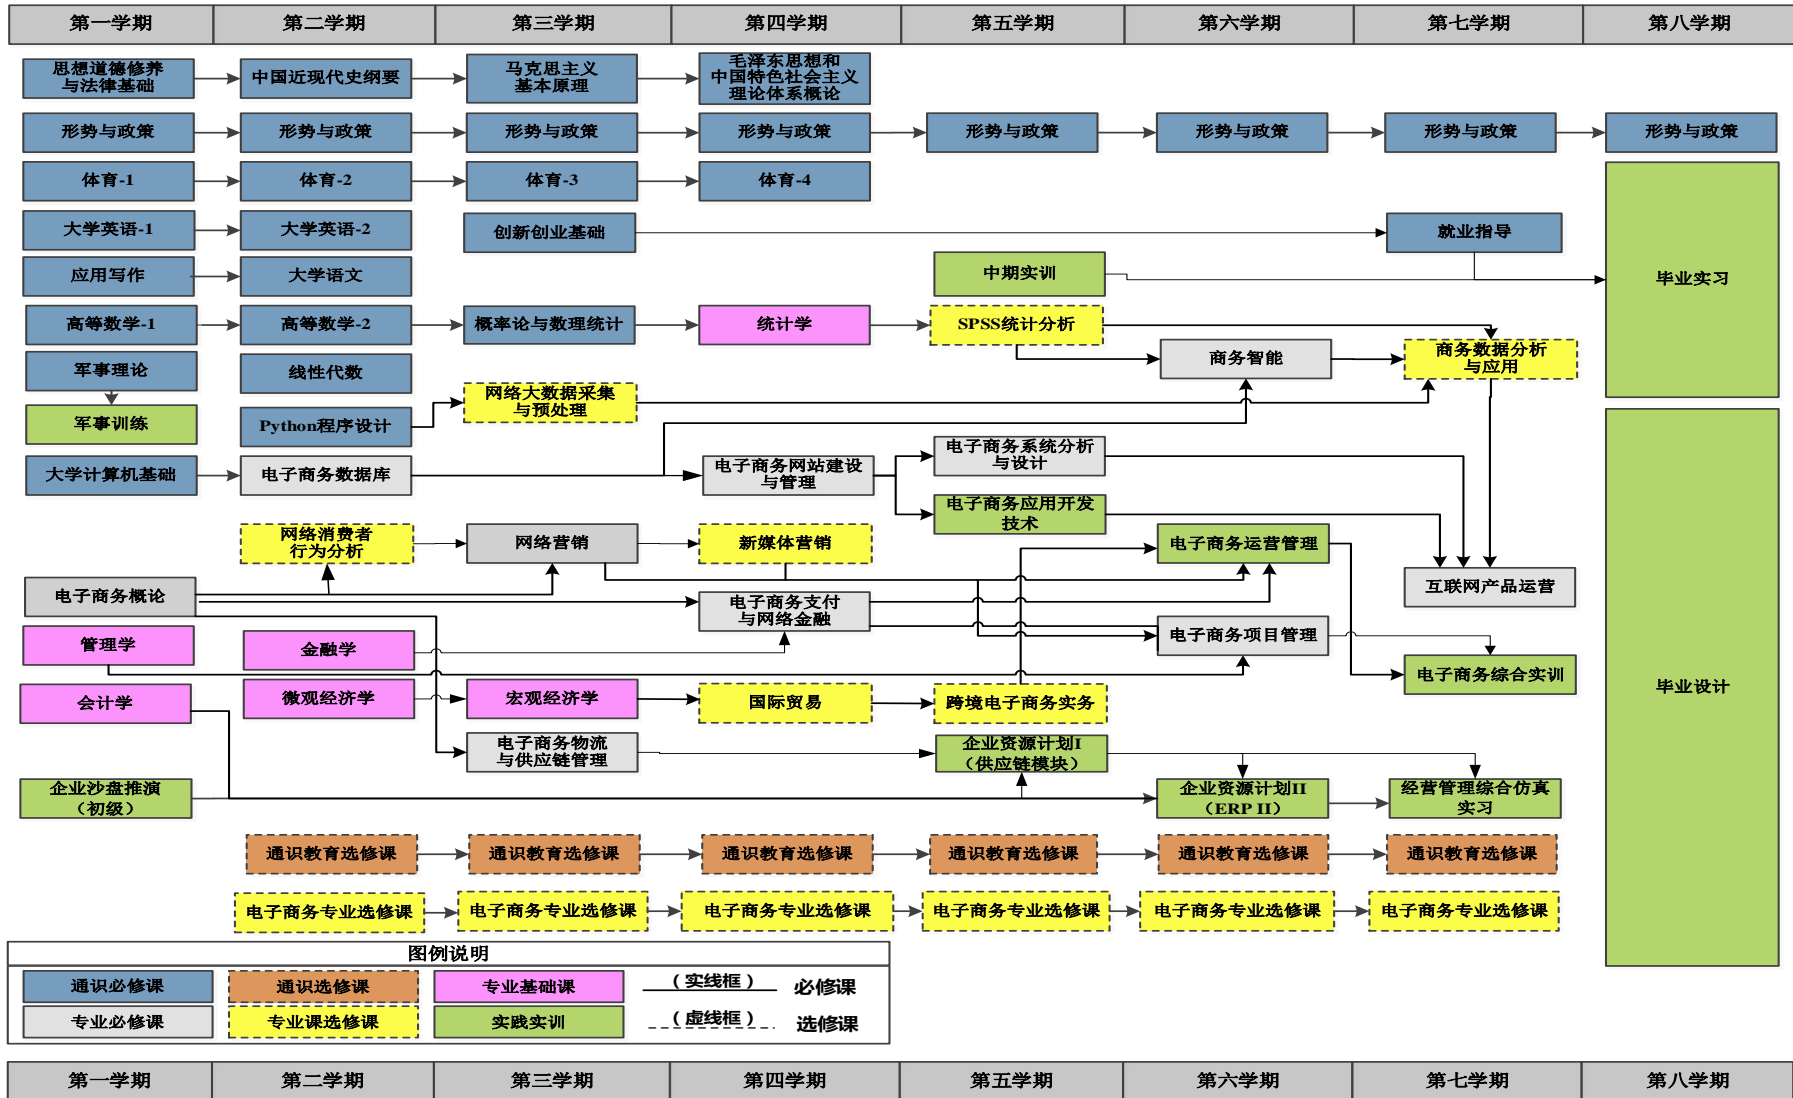 第一学期 第二学期 第三学期 第四学期 第五学期 第六学期 第七学期 第八学期
思想道德修养
与法律基础
中国近现代史纲要
马克思主义
基本原理
毛泽东思想和
中国特色社会主义
理论体系概论
形势与政策 形势与政策 形势与政策 形势与政策 形势与政策 形势与政策 形势与政策 形势与政策
体育-1 体育-2 体育-3 体育-4
大学英语-1 大学英语-2 创新创业基础 就业指导
应用写作 大学语文 中期实训 毕业实习
高等数学-1 高等数学-2 概率论与数理统计 统计学 SPSS统计分析
军事理论 线性代数 商务智能
商务数据分析
与应用
网络大数据采集
与预处理
军事训练 Python程序设计
大学计算机基础 电子商务数据库
电子商务网站建设
与管理
电子商务系统分析
与设计
电子商务应用开发
技术
网络消费者
行为分析
网络营销 新媒体营销 电子商务运营管理
互联网产品运营
电子商务概论
电子商务支付
与网络金融
管理学 金融学 电子商务项目管理
电子商务综合实训
会计学 微观经济学 宏观经济学 国际贸易 跨境电子商务实务 毕业设计
电子商务物流
与供应链管理
企业资源计划I
（供应链模块）
企业沙盘推演
（初级）
企业资源计划II
（ERP II）
经营管理综合仿真
实习
通识教育选修课 通识教育选修课 通识教育选修课 通识教育选修课 通识教育选修课 通识教育选修课
电子商务专业选修课 电子商务专业选修课 电子商务专业选修课 电子商务专业选修课 电子商务专业选修课 电子商务专业选修课
图例说明
通识必修课 通识选修课 专业基础课 （实线框） 必修课
专业必修课 专业课选修课 实践实训 （虚线框） 选修课
第一学期 第二学期 第三学期 第四学期 第五学期 第六学期 第七学期 第八学期